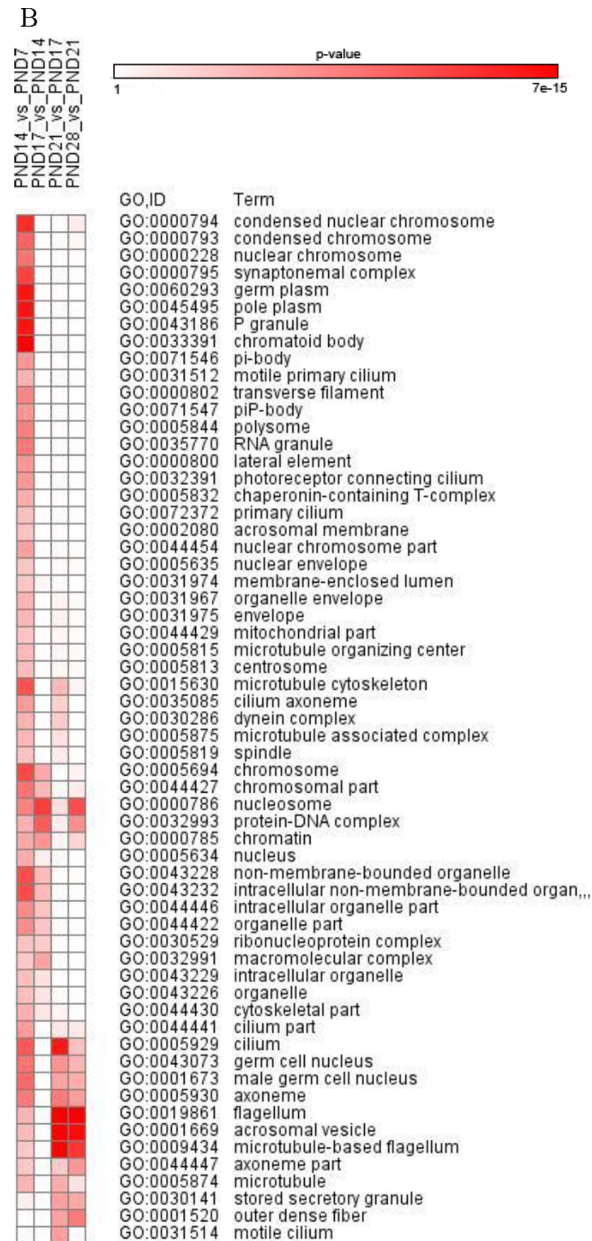 B
PND14_vs_PND7
PND17_vs_PND14
PND21_vs_PND17
PND28_vs_PND21
p-value
1 7e-15
GO,ID Term
GO:0000794 condensed nuclear chromosome
GO:0000793 condensed chromosome
GO:0000228 nuclear chromosome
GO:0000795 synaptonemal complex
GO:0060293 germ plasm
GO:0045495 pole plasm
GO:0043186 P granule
GO:0033391 chromatoid body
GO:0071546 pi-body
GO:0031512 motile primary cilium
GO:0000802 transverse filament
GO:0071547 piP-body
GO:0005844 polysome
GO:0035770 RNA granule
GO:0000800 lateral element
GO:0032391 photoreceptor connecting cilium
GO:0005832 chaperonin-containing T-complex
GO:0072372 primary cilium
GO:0002080 acrosomal membrane
GO:0044454 nuclear chromosome part
GO:0005635 nuclear envelope
GO:0031974 membrane-enclosed lumen
GO:0031967 organelle envelope
GO:0031975 envelope
GO:0044429 mitochondrial part
GO:0005815 microtubule organizing center
GO:0005813 centrosome
GO:0015630 microtubule cytoskeleton
GO:0035085 cilium axoneme
GO:0030286 dynein complex
GO:0005875 microtubule associated complex
GO:0005819 spindle
GO:0005694 chromosome
GO:0044427 chromosomal part
GO:0000786 nucleosome
GO:0032993 protein-DNA complex
GO:0000785 chromatin
GO:0005634 nucleus
GO:0043228 non-membrane-bounded organelle
GO:0043232 intracellular non-membrane-bounded organ,,,
GO:0044446 intracellular organelle part
GO:0044422 organelle part
GO:0030529 ribonucleoprotein complex
GO:0032991 macromolecular complex
GO:0043229 intracellular organelle
GO:0043226 organelle
GO:0044430 cytoskeletal part
GO:0044441 cilium part
GO:0005929 cilium
GO:0043073 germ cell nucleus
GO:0001673 male germ cell nucleus
GO:0005930 axoneme
GO:0019861 flagellum
GO:0001669 acrosomal vesicle
GO:0009434 microtubule-based flagellum
GO:0044447 axoneme part
GO:0005874 microtubule
GO:0030141 stored secretory granule
GO:0001520 outer dense fiber
GO:0031514 motile cilium